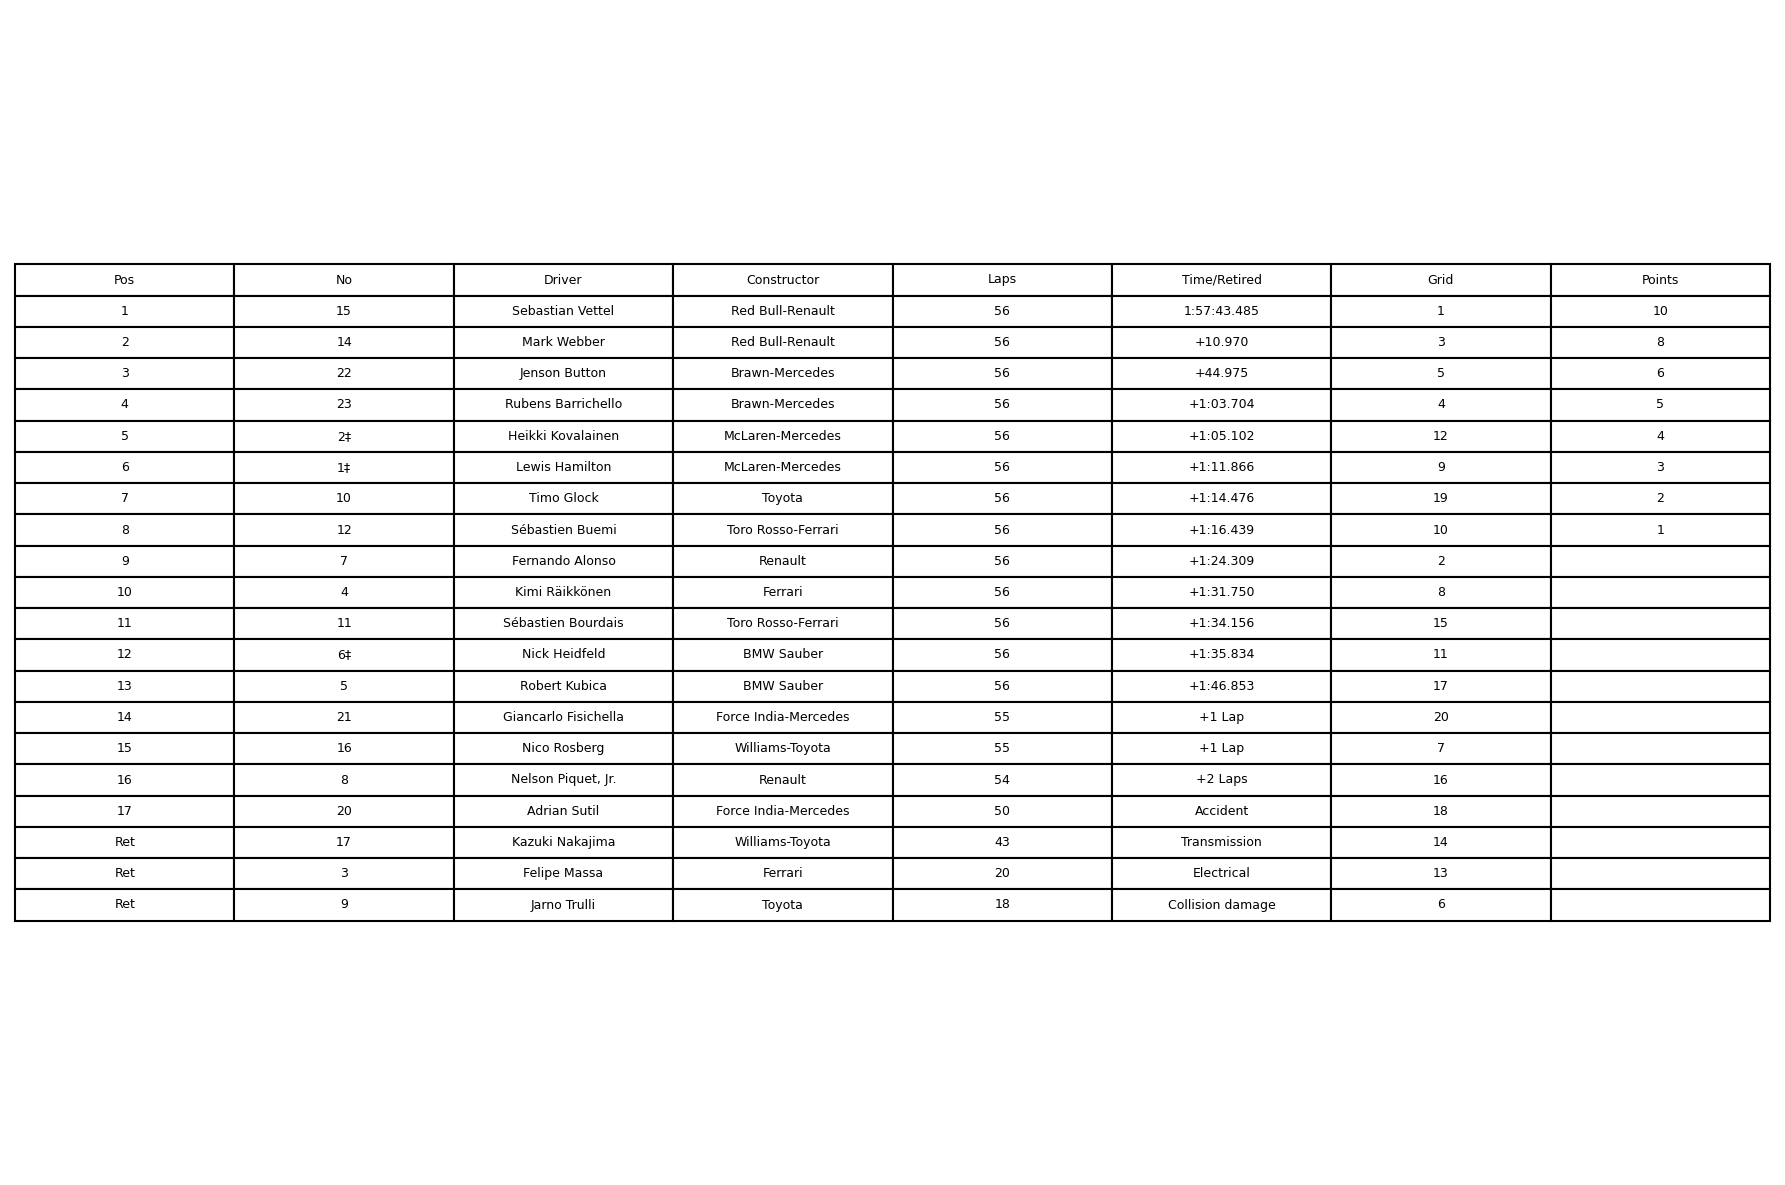 Pos No Driver Constructor Laps Time/Retired Grid Points
1 15 Sebastian Vettel Red Bull-Renault 56 1:57:43.485 1 10
2 14 Mark Webber Red Bull-Renault 56 +10.970 3 8
3 22 Jenson Button Brawn-Mercedes 56 +44.975 5 6
4 23 Rubens Barrichello Brawn-Mercedes 56 +1:03.704 4 5
5 2‡ Heikki Kovalainen McLaren-Mercedes 56 +1:05.102 12 4
6 1‡ Lewis Hamilton McLaren-Mercedes 56 +1:11.866 9 3
7 10 Timo Glock Toyota 56 +1:14.476 19 2
8 12 Sébastien Buemi Toro Rosso-Ferrari 56 +1:16.439 10 1
9 7 Fernando Alonso Renault 56 +1:24.309 2
10 4 Kimi Räikkönen Ferrari 56 +1:31.750 8
11 11 Sébastien Bourdais Toro Rosso-Ferrari 56 +1:34.156 15
12 6‡ Nick Heidfeld BMW Sauber 56 +1:35.834 11
13 5 Robert Kubica BMW Sauber 56 +1:46.853 17
14 21 Giancarlo Fisichella Force India-Mercedes 55 +1 Lap 20
15 16 Nico Rosberg Williams-Toyota 55 +1 Lap 7
16 8 Nelson Piquet, Jr. Renault 54 +2 Laps 16
17 20 Adrian Sutil Force India-Mercedes 50 Accident 18
Ret 17 Kazuki Nakajima Williams-Toyota 43 Transmission 14
Ret 3 Felipe Massa Ferrari 20 Electrical 13
Ret 9 Jarno Trulli Toyota 18 Collision damage 6